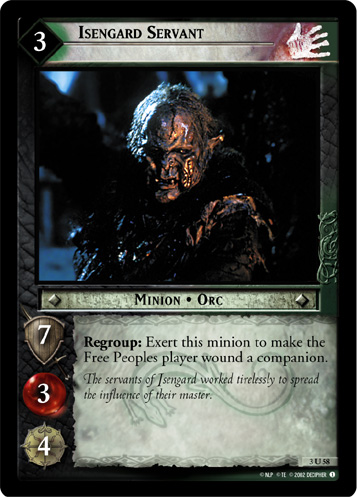 3
ISENGARD SERVANT
MINION • ORC
7
Regroup: Exert this minion to make the
Free Peoples player wound a companion.
The servants of Isengard worked tirelessly to spread
the influence of their master.
3
4
3 U 58
© NLP © TE © 2002 DECIPHER